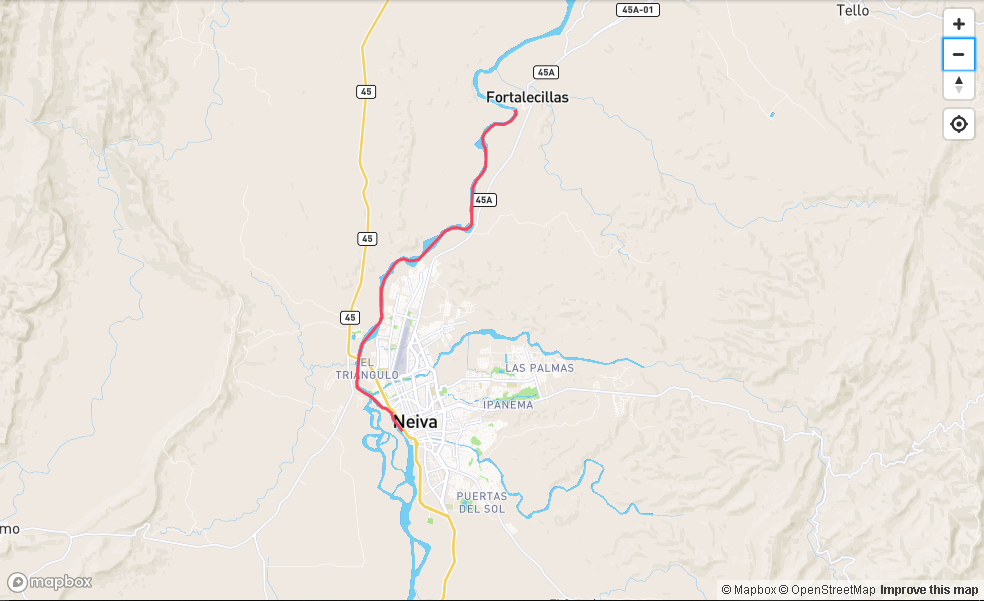 45A-01
Tello
45A
45
Fortalecillas
45A
45
45
EL
TRIÁNGULO
LAS PALMAS
IPANEMA
Neiva
PUERTAS
DEL SOL
mo
mapbox
© Mapbox © OpenStreetMap Improve this map